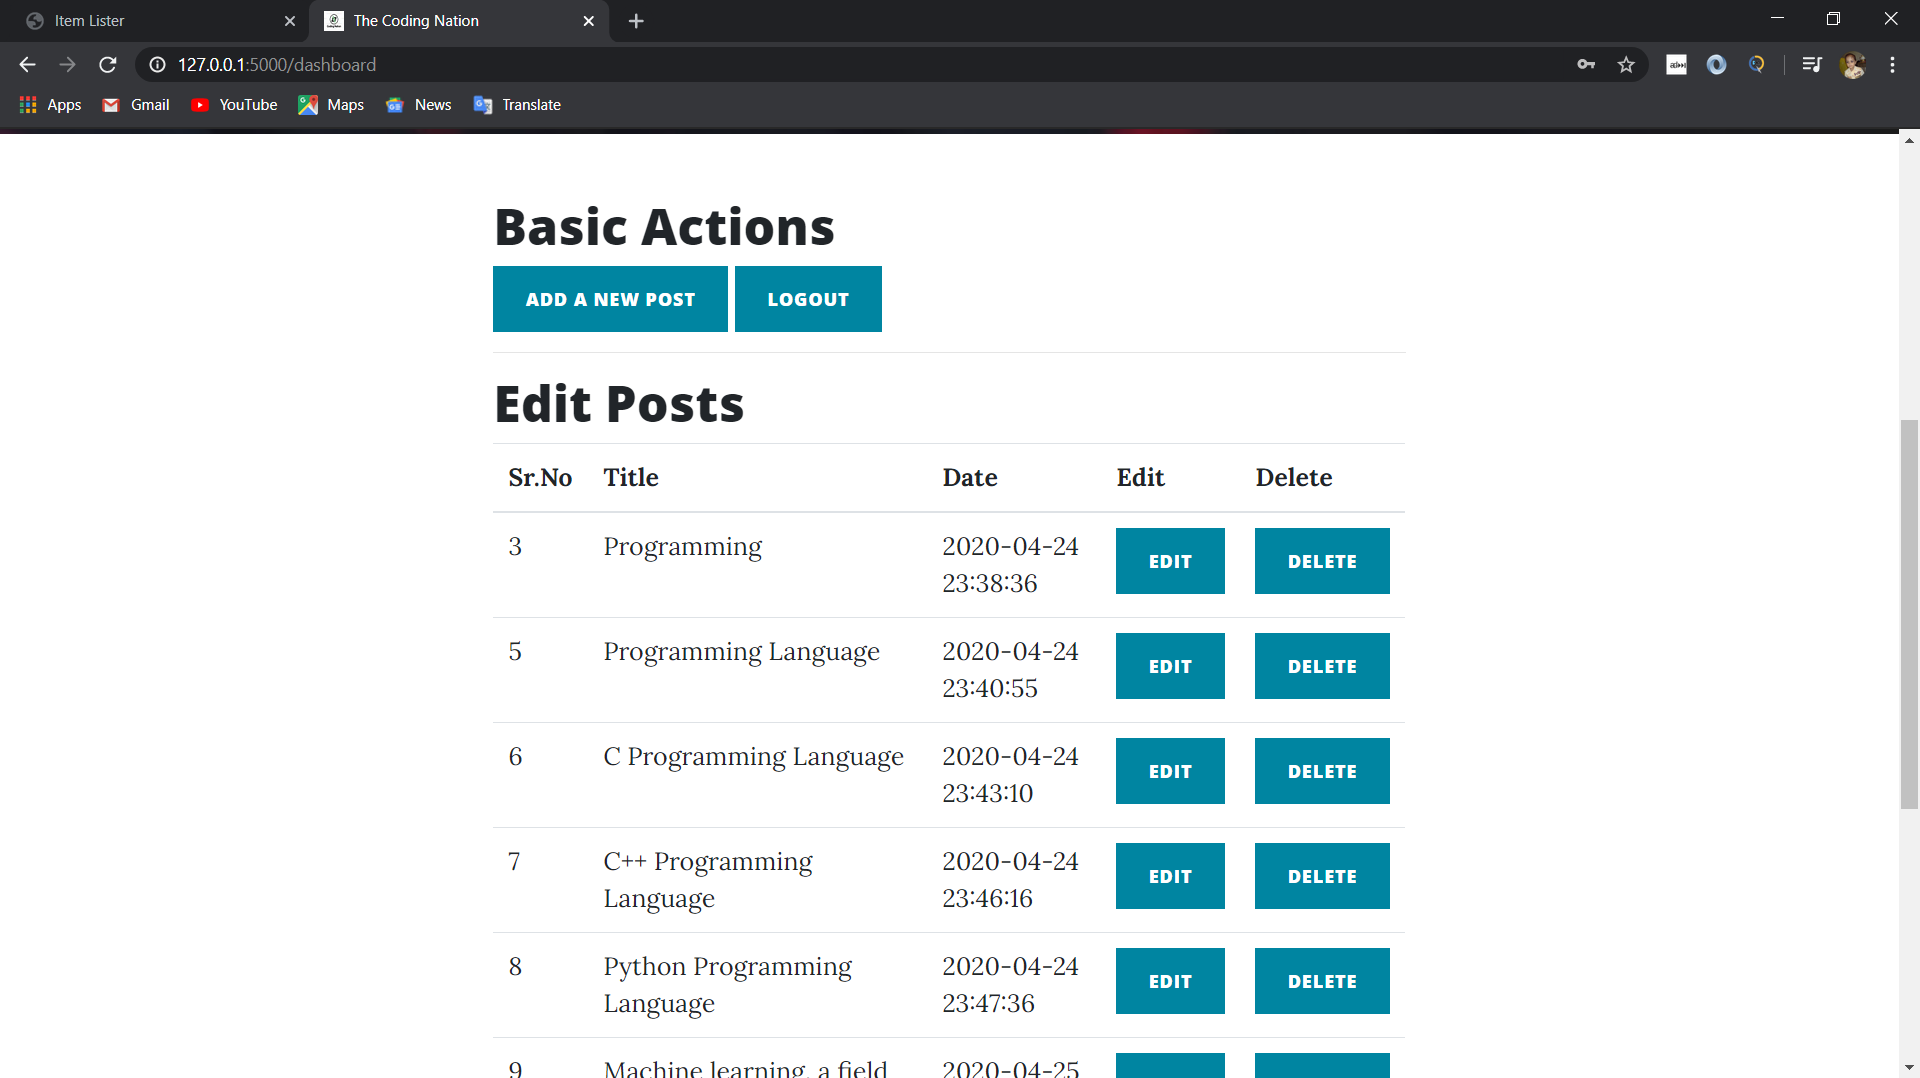 Item Lister
The Coding Nation
127.0.0.1:5000/dashboard
Apps Gmail YouTube Maps News Translate
Basic Actions
ADD A NEW POST LOGOUT
Edit Posts
Sr.No Title Date Edit Delete
3 Programming 2020-04-24 EDIT DELETE
23:38:36
5 Programming Language 2020-04-24 EDIT DELETE
23:40:55
6 C Programming Language 2020-04-24 EDIT DELETE
23:43:10
7 C++ Programming 2020-04-24 EDIT DELETE
Language 23:46:16
8 Python Programming 2020-04-24 EDIT DELETE
Language 23:47:36
9 Machine learning, a field 2020-04-25